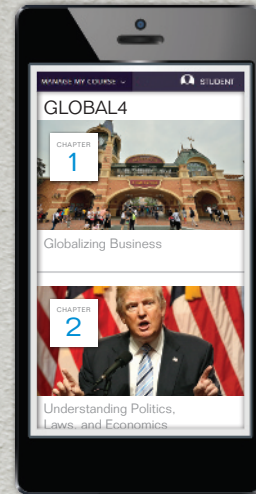 MANAGE MY COURSE
STUDENT
GLOBAL4
CHAPTER
1
Globalizing Business
CHAPTER
2
Understanding Politics,
Laws, and Economics